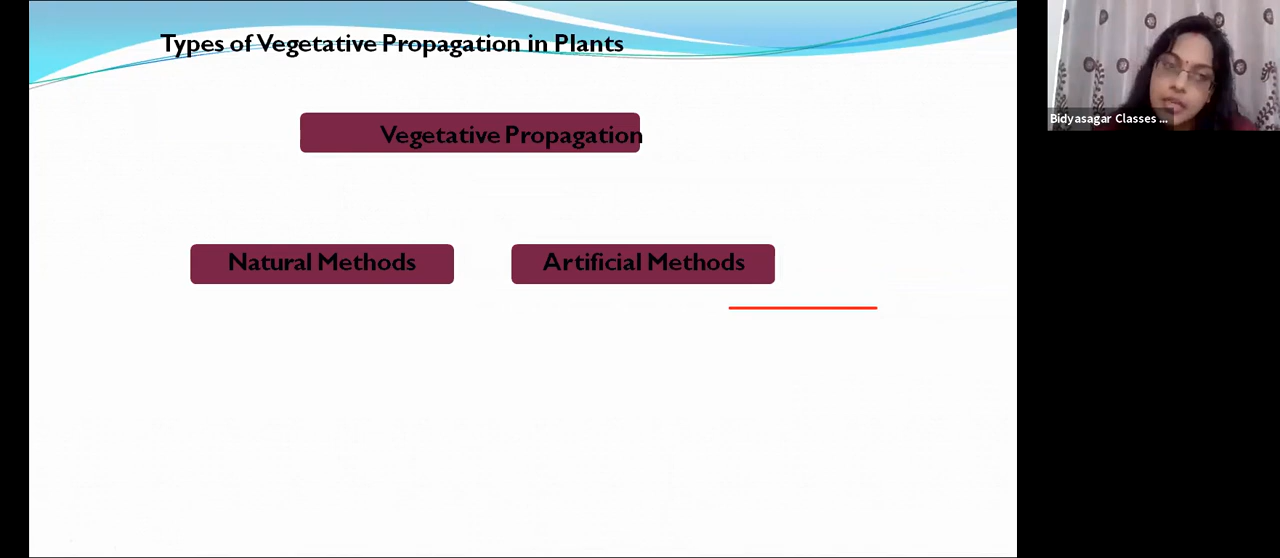 Types of Vegetative Propagation in Plants
Vegetative Propagation
Natural Methods
Artificial Methods
Bidyasagar Classes ...